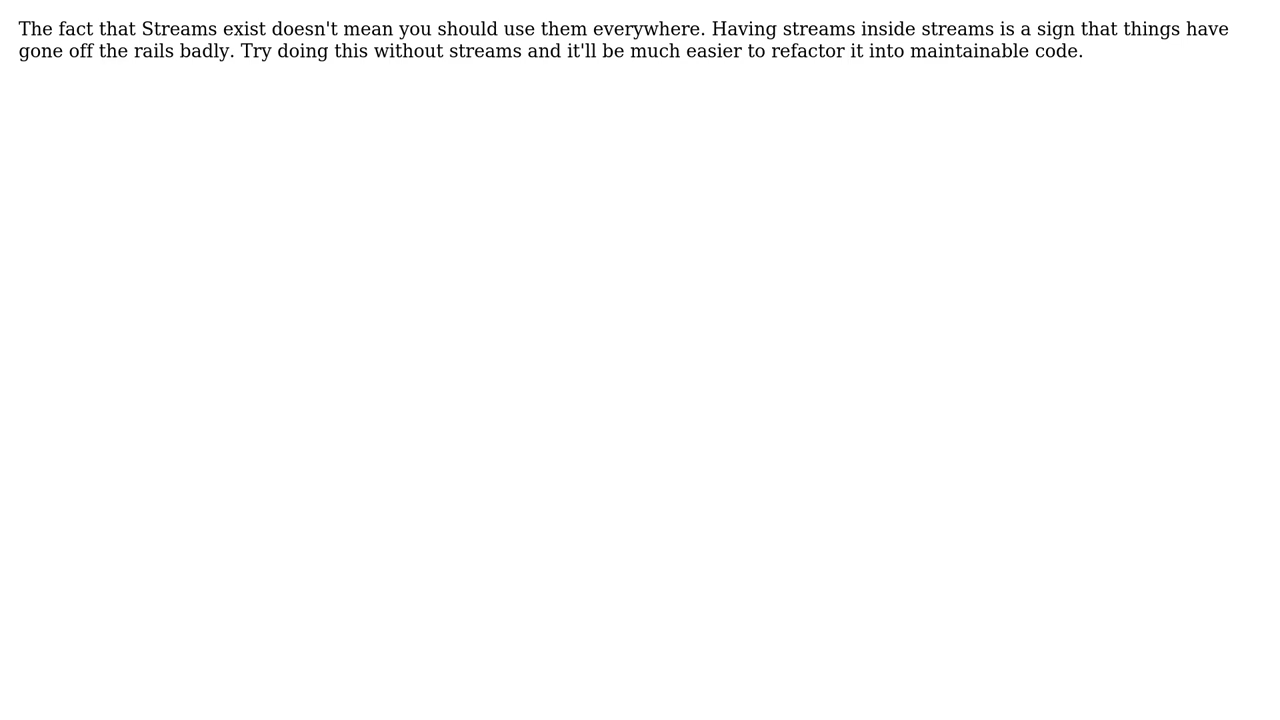 The fact that Streams exist doesn't mean you should use them everywhere. Having streams inside streams is a sign that things have
gone off the rails badly. Try doing this without streams and it'll be much easier to refactor it into maintainable code.